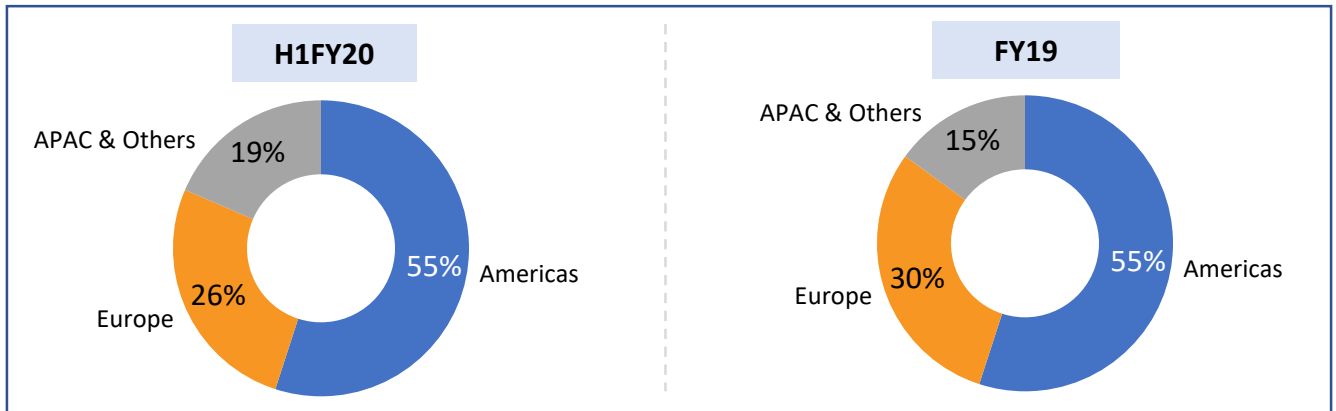 H1FY20
APAC & Others
19%
55%
Americas
26%
Europe
FY19
APAC & Others
15%
55%
Americas
30%
Europe